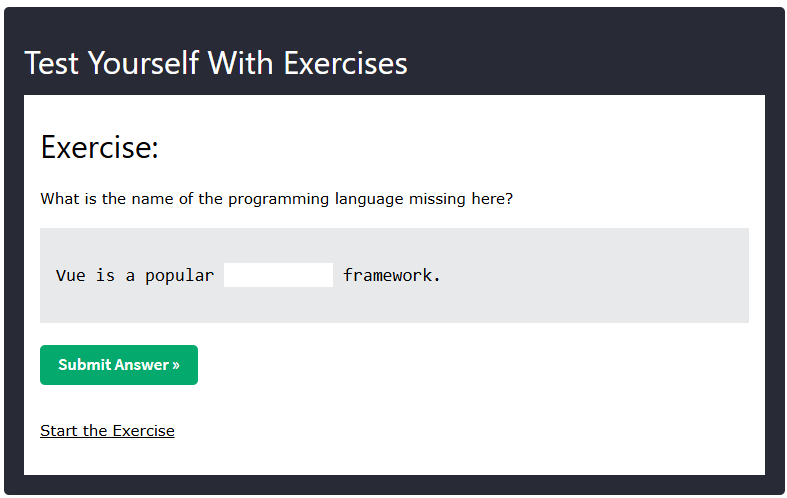 Test Yourself With Exercises
Exercise:
What is the name of the programming language missing here?
Vue is a popular framework.
Submit Answer »
Start the Exercise